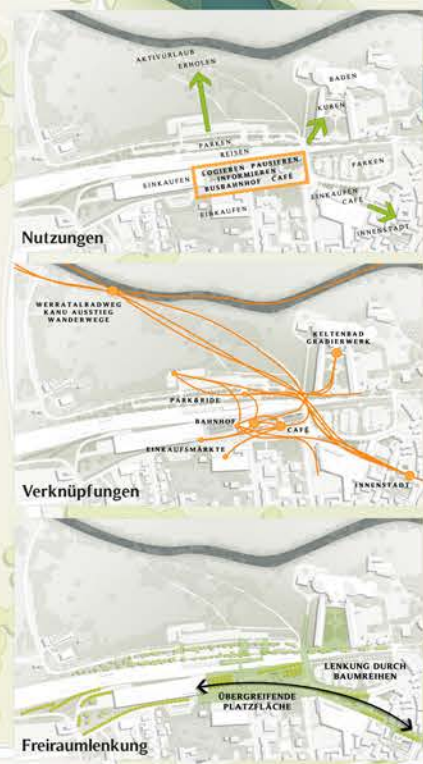 AKTIVURLAUB
ERHOLEN
BADEN
KUREN
PARKEN
REISEN
LOGIEREN PAUSIEREN
INFORMIEREN
BUSBAHNHOF CAFÉ
PARKEN
EINKAUFEN
EINKAUFEN
EINKAUFEN
CAFÉ
INNENSTADT
Nutzungen
WERRATALRADWEG
KANU AUSSTIEG
WANDERWEGE
KELTENBAD
GRADIERWERK
PARK&RIDE
BAHNHOF
CAFÉ
EINKAUFSMÄRKTE
INNENSTADT
Verknüpfungen
LENKUNG DURCH
BAUMREIHEN
ÜBERGREIFENDE
PLATZFLÄCHE
Freiraumlenkung